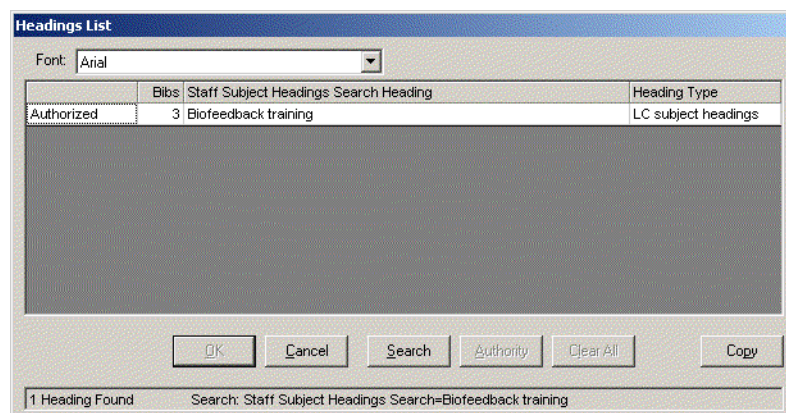 Headings List
Font: Arial
Bibs Staff Subject Headings Search Heading Heading Type
Authorized 3 Biofeedback training LC subject headings
OK Cancel Search Authority Clear All Copy
1 Heading Found Search: Staff Subject Headings Search=Biofeedback training